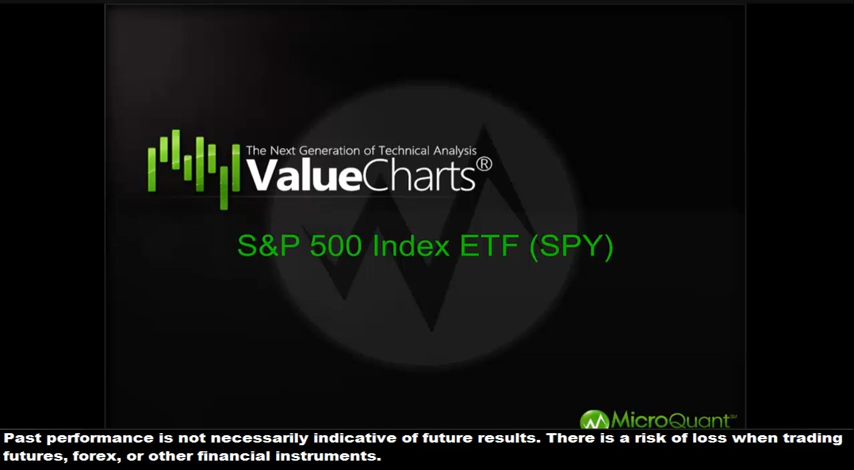 The Next Generation of Technical Analysis
ValueCharts®
S&P 500 Index ETF (SPY)
MicroQuant℠
Past performance is not necessarily indicative of future results. There is a risk of loss when trading
futures, forex, or other financial instruments.